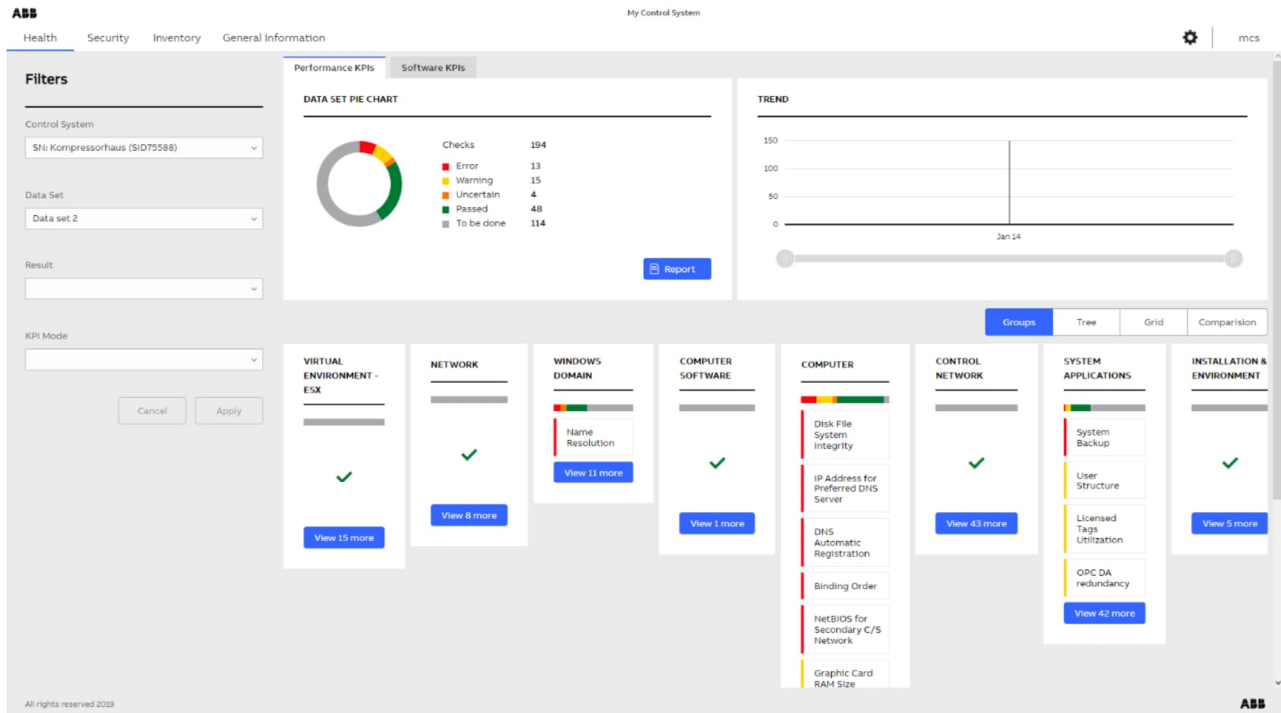 ABB
My Control System
Health Security Inventory General Information
mcs
Filters
Control System
SN: Kompressorhaus (SID75588)
Data Set
Data set 2
Result
KPI Mode
Cancel Apply
Performance KPIs Software KPIs
DATA SET PIE CHART
Checks 194
Error 13
Warning 15
Uncertain 4
Passed 48
To be done 114
Report
TREND
150
100
50
0
Jan 14
Groups Tree Grid Comparision
VIRTUAL
ENVIRONMENT -
ESX
View 15 more
NETWORK
View 8 more
WINDOWS
DOMAIN
Name
Resolution
View 11 more
COMPUTER
SOFTWARE
View 1 more
COMPUTER
Disk File
System
Integrity
IP Address for
Preferred DNS
Server
DNS
Automatic
Registration
Binding Order
NetBIOS for
Secondary C/S
Network
Graphic Card
RAM Size
CONTROL
NETWORK
View 43 more
SYSTEM
APPLICATIONS
System
Backup
User
Structure
Licensed
Tags
Utilization
OPC DA
redundancy
View 42 more
INSTALLATION &
ENVIRONMENT
View 5 more
All rights reserved 2019
ABB